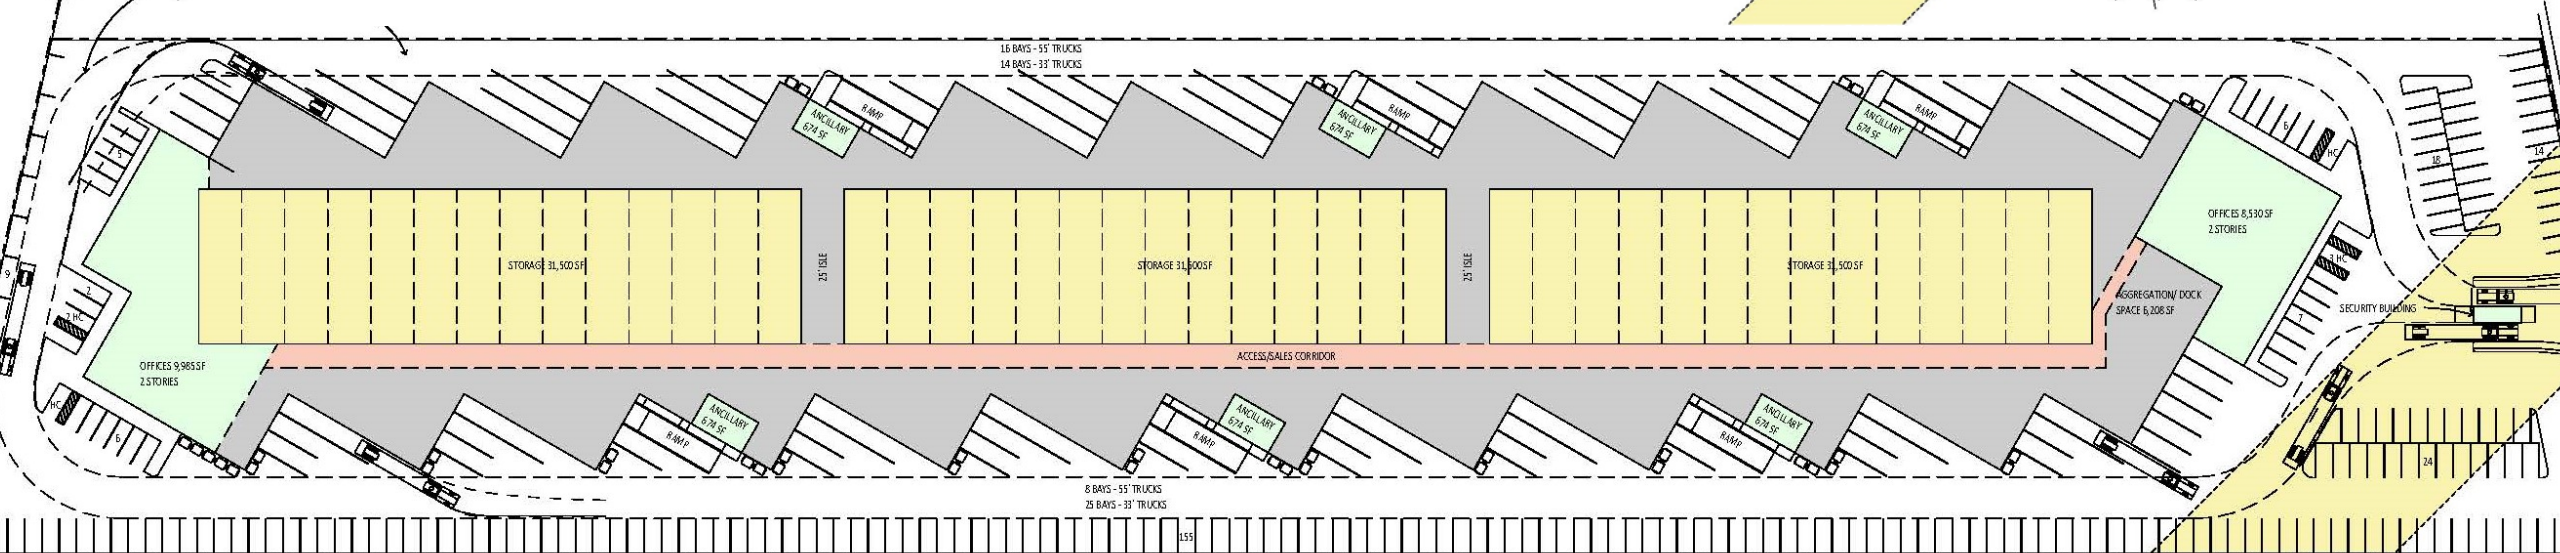 16 BAYS - 55' TRUCKS
14 BAYS - 33' TRUCKS
RAMP
ANCILLARY
674 SF
RAMP
ANCILLARY
674 SF
RAMP
ANCILLARY
674 SF
5
6
HC
18
14
OFFICES 8,530 SF
2 STORIES
STORAGE 31,500 SF
25' ISLE
STORAGE 31,500 SF
25' ISLE
STORAGE 31,500 SF
9
2
2 HC
3 HC
AGGREGATION/ DOCK
SPACE 6,208 SF
SECURITY BUILDING
7
ACCESS/SALES CORRIDOR
OFFICES 9,985 SF
2 STORIES
HC
6
ANCILLARY
674 SF
RAMP
ANCILLARY
674 SF
RAMP
ANCILLARY
674 SF
RAMP
24
8 BAYS - 55' TRUCKS
25 BAYS - 33' TRUCKS
155